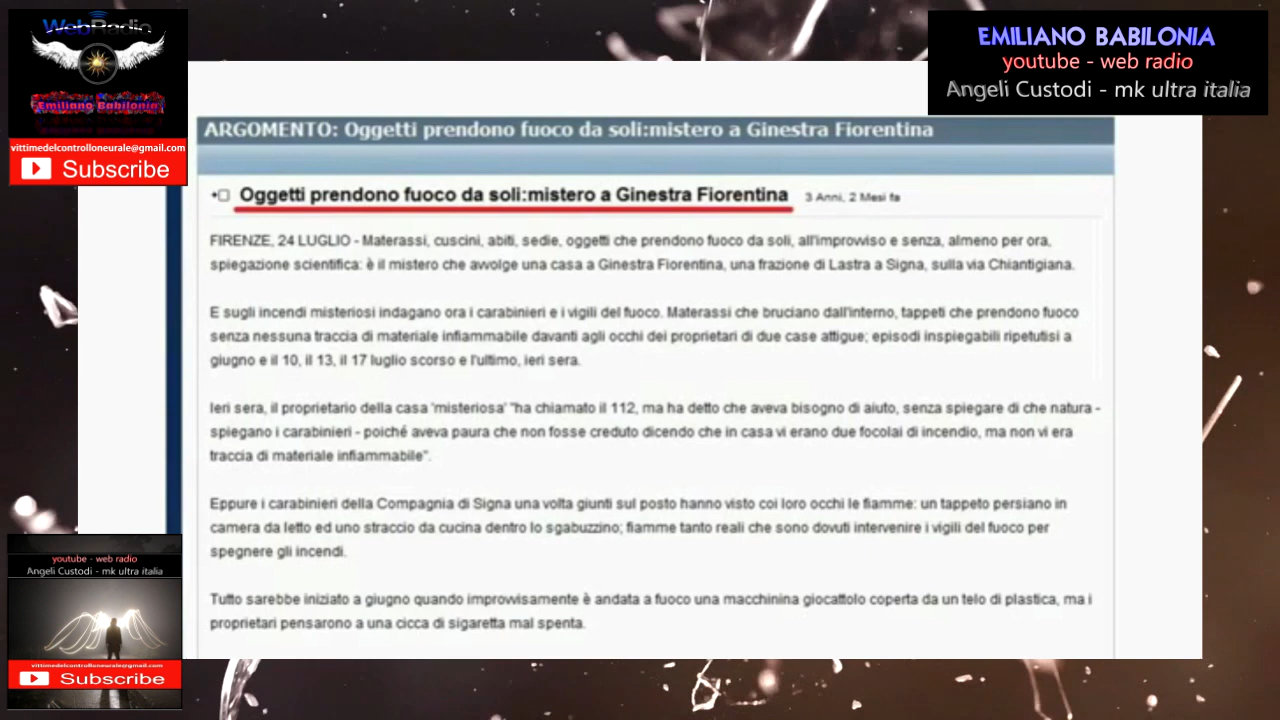 WebRadio
Emiliano Babilonia
vittimedelcontrolloneurale@gmail.com
Subscribe
EMILIANO BABILONIA
youtube - web radio
Angeli Custodi - mk ultra italia
ARGOMENTO: Oggetti prendono fuoco da soli:mistero a Ginestra Fiorentina
Oggetti prendono fuoco da soli:mistero a Ginestra Fiorentina 3 Anni, 2 Mesi fa
FIRENZE, 24 LUGLIO - Materassi, cuscini, abiti, sedie, oggetti che prendono fuoco da soli, all'improvviso e senza, almeno per ora,
spiegazione scientifica: è il mistero che avvolge una casa a Ginestra Fiorentina, una frazione di Lastra a Signa, sulla via Chiantigiana.
E sugli incendi misteriosi indagano ora i carabinieri e i vigili del fuoco. Materassi che bruciano dall'interno, tappeti che prendono fuoco
senza nessuna traccia di materiale infiammabile davanti agli occhi dei proprietari di due case attigue; episodi inspiegabili ripetutisi a
giugno e il 10, il 13, il 17 luglio scorso e l'ultimo, ieri sera.
Ieri sera, il proprietario della casa 'misteriosa' "ha chiamato il 112, ma ha detto che aveva bisogno di aiuto, senza spiegare di che natura -
spiegano i carabinieri - poiché aveva paura che non fosse creduto dicendo che in casa vi erano due focolai di incendio, ma non vi era
traccia di materiale infiammabile".
Eppure i carabinieri della Compagnia di Signa una volta giunti sul posto hanno visto coi loro occhi le fiamme: un tappeto persiano in
camera da letto ed uno straccio da cucina dentro lo sgabuzzino; fiamme tanto reali che sono dovuti intervenire i vigili del fuoco per
spegnere gli incendi.
Tutto sarebbe iniziato a giugno quando improvvisamente è andata a fuoco una macchinina giocattolo coperta da un telo di plastica, ma i
proprietari pensarono a una cicca di sigaretta mal spenta.
youtube - web radio
Angeli Custodi - mk ultra italia
vittimedelcontrolloneurale@gmail.com
Subscribe